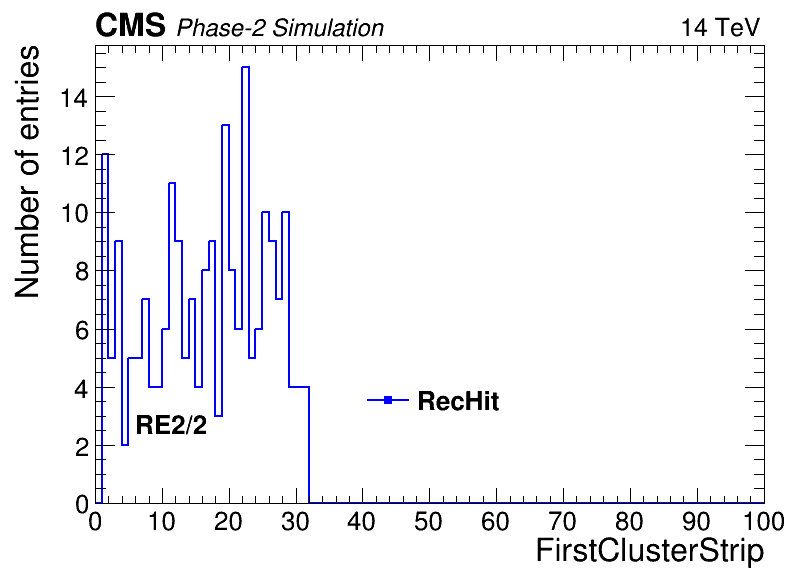 CMS Phase-2 Simulation 14 TeV
Number of entries
14
12
10
8
6
4
2
0
RE2/2
RecHit
0 10 20 30 40 50 60 70 80 90 100
FirstClusterStrip